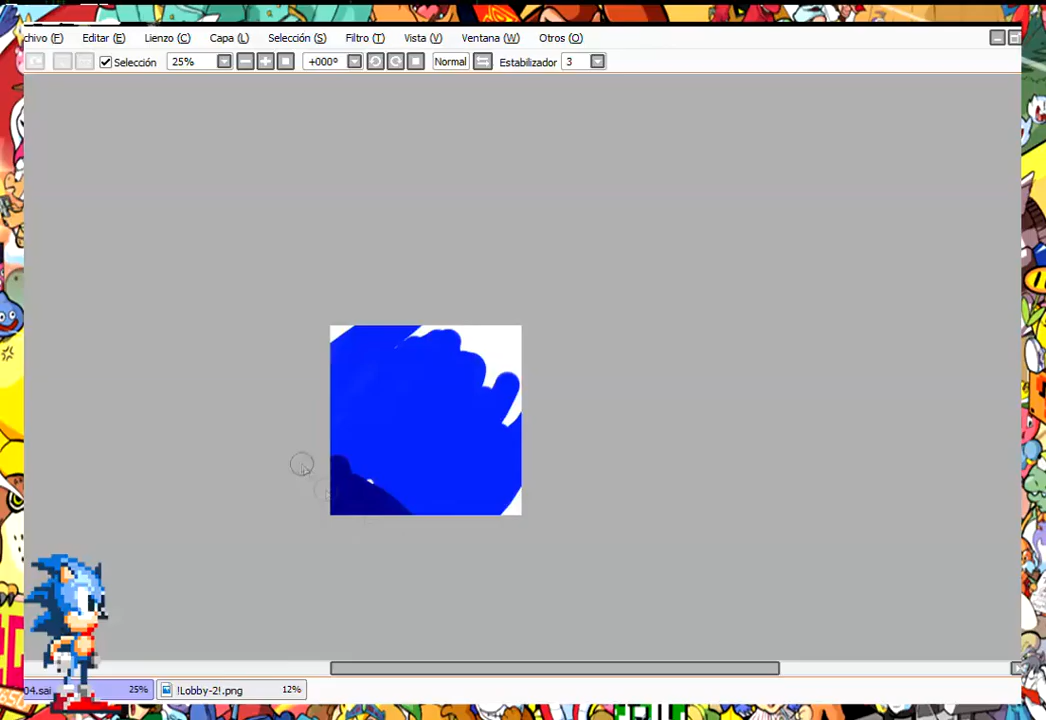 chivo (F) Editar (E) Lienzo (C) Capa (L) Selección (S) Filtro (T) Vista (V) Ventana (W) Otros (O)
Selección 25% +000º Normal Estabilizador 3
04.sai 25% !Lobby-2!.png 12%